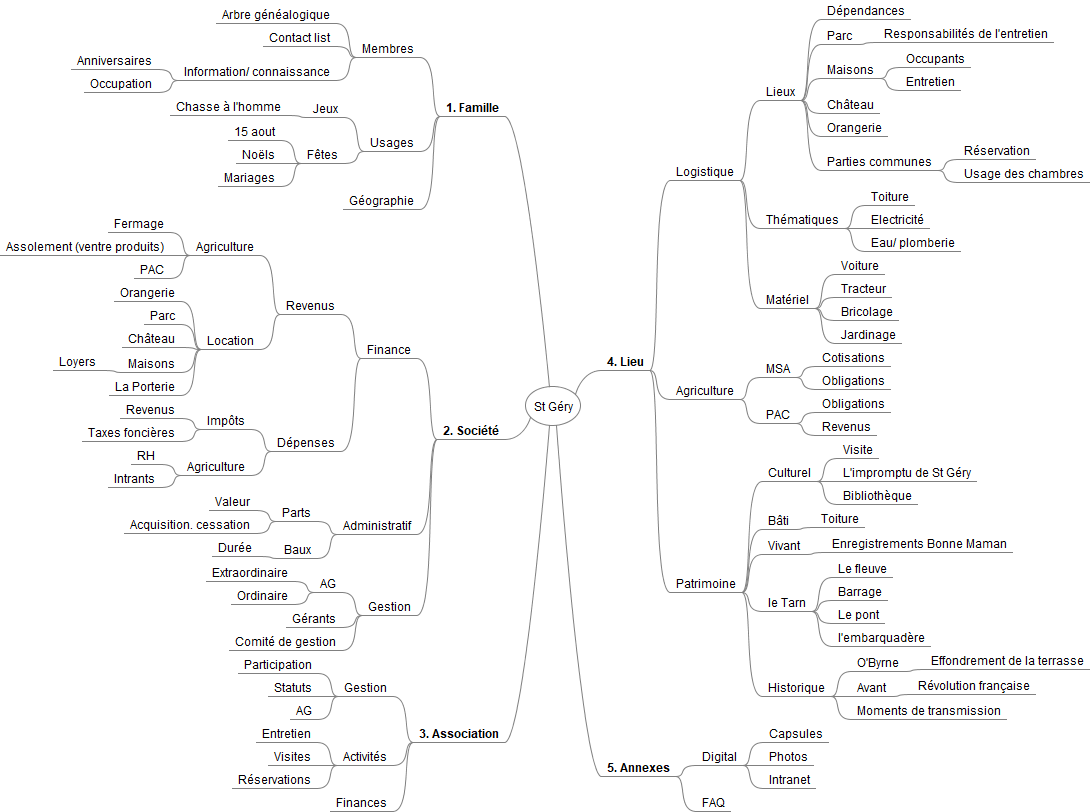 St Géry
1. Famille
Membres
Arbre généalogique
Contact list
Information/ connaissance
Anniversaires
Occupation
Usages
Jeux
Chasse à l'homme
Fêtes
15 aout
Noëls
Mariages
Géographie
2. Société
Finance
Revenus
Agriculture
Fermage
Assolement (ventre produits)
PAC
Location
Orangerie
Parc
Château
Maisons
Loyers
La Porterie
Dépenses
Impôts
Revenus
Taxes foncières
Agriculture
RH
Intrants
Administratif
Parts
Valeur
Acquisition. cessation
Baux
Durée
Gestion
AG
Extraordinaire
Ordinaire
Gérants
Comité de gestion
3. Association
Gestion
Participation
Statuts
AG
Activités
Entretien
Visites
Réservations
Finances
4. Lieu
Logistique
Lieux
Dépendances
Parc
Responsabilités de l'entretien
Maisons
Occupants
Entretien
Château
Orangerie
Parties communes
Réservation
Usage des chambres
Thématiques
Toiture
Electricité
Eau/ plomberie
Matériel
Voiture
Tracteur
Bricolage
Jardinage
Agriculture
MSA
Cotisations
Obligations
PAC
Obligations
Revenus
Patrimoine
Culturel
Visite
L'impromptu de St Géry
Bibliothèque
Bâti
Toiture
Vivant
Enregistrements Bonne Maman
le Tarn
Le fleuve
Barrage
Le pont
l'embarquadère
Historique
O'Byrne
Effondrement de la terrasse
Avant
Révolution française
Moments de transmission
5. Annexes
Digital
Capsules
Photos
Intranet
FAQ